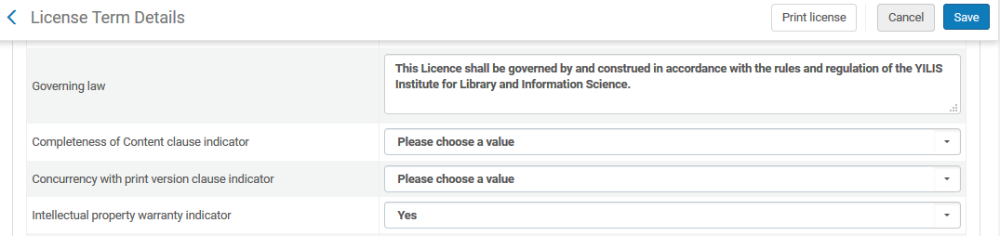 License Term Details
Print license
Cancel
Save
Governing law
This Licence shall be governed by and construed in accordance with the rules and regulation of the YILIS
Institute for Library and Information Science.
Completeness of Content clause indicator
Please choose a value
Concurrency with print version clause indicator
Please choose a value
Intellectual property warranty indicator
Yes